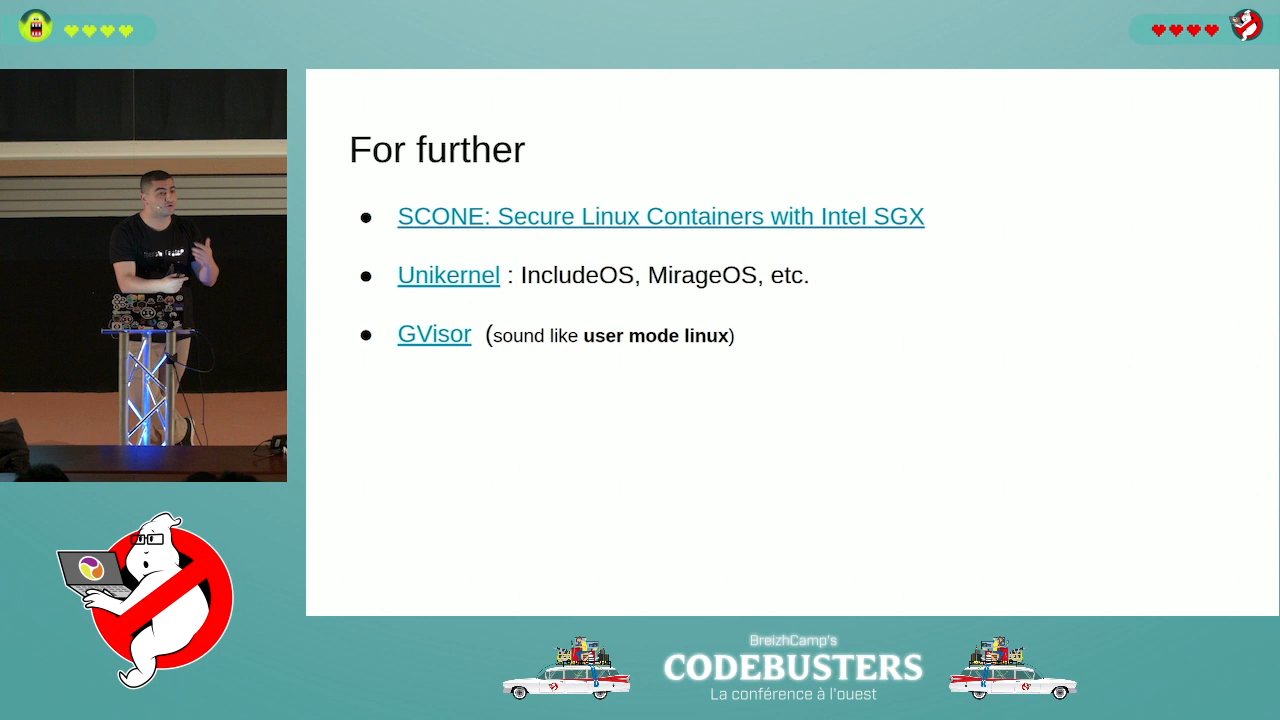 For further
● SCONE: Secure Linux Containers with Intel SGX
● Unikernel : IncludeOS, MirageOS, etc.
● GVisor (sound like user mode linux)
BreizhCamp's
CODEBUSTERS
La conférence à l'ouest